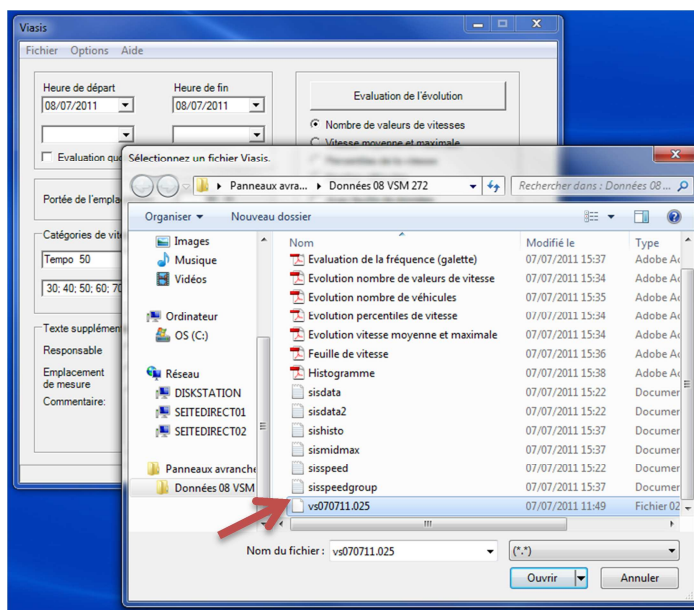 Viasis
Fichier Options Aide
Heure de départ Heure de fin
08/07/2011 08/07/2011
Evaluation de l'évolution
Nombre de valeurs de vitesses
Vitesse moyenne et maximale
Evaluation
Portée de l'empla
Catégories de vite
Tempo 50
30; 40; 50; 60; 70
Texte supplémen
Responsable
Emplacement
de mesure
Commentaire:
Sélectionnez un fichier Viasis.
Panneaux avra... Données 08 VSM 272
Rechercher dans : Données 08 ...
Organiser Nouveau dossier
Images
Musique
Vidéos
Ordinateur
OS (C:)
Réseau
DISKSTATION
SEITEDIRECT01
SEITEDIRECT02
Panneaux avranche
Données 08 VSM
Nom Modifié le Type
Evaluation de la fréquence (galette) 07/07/2011 15:37 Adobe Ac
Evolution nombre de valeurs de vitesse 07/07/2011 15:34 Adobe Ac
Evolution nombre de véhicules 07/07/2011 15:35 Adobe Ac
Evolution percentiles de vitesse 07/07/2011 15:34 Adobe Ac
Evolution vitesse moyenne et maximale 07/07/2011 15:34 Adobe Ac
Feuille de vitesse 07/07/2011 15:36 Adobe Ac
Histogramme 07/07/2011 15:38 Adobe Ac
sisdata 07/07/2011 15:22 Documer
sisdata2 07/07/2011 15:22 Documer
sishisto 07/07/2011 15:37 Documer
sismidmax 07/07/2011 15:37 Documer
sisspeed 07/07/2011 15:22 Documer
sisspeedgroup 07/07/2011 15:37 Documer
vs070711.025 07/07/2011 11:49 Fichier 02
Nom du fichier : vs070711.025 (*.*)
Ouvrir Annuler